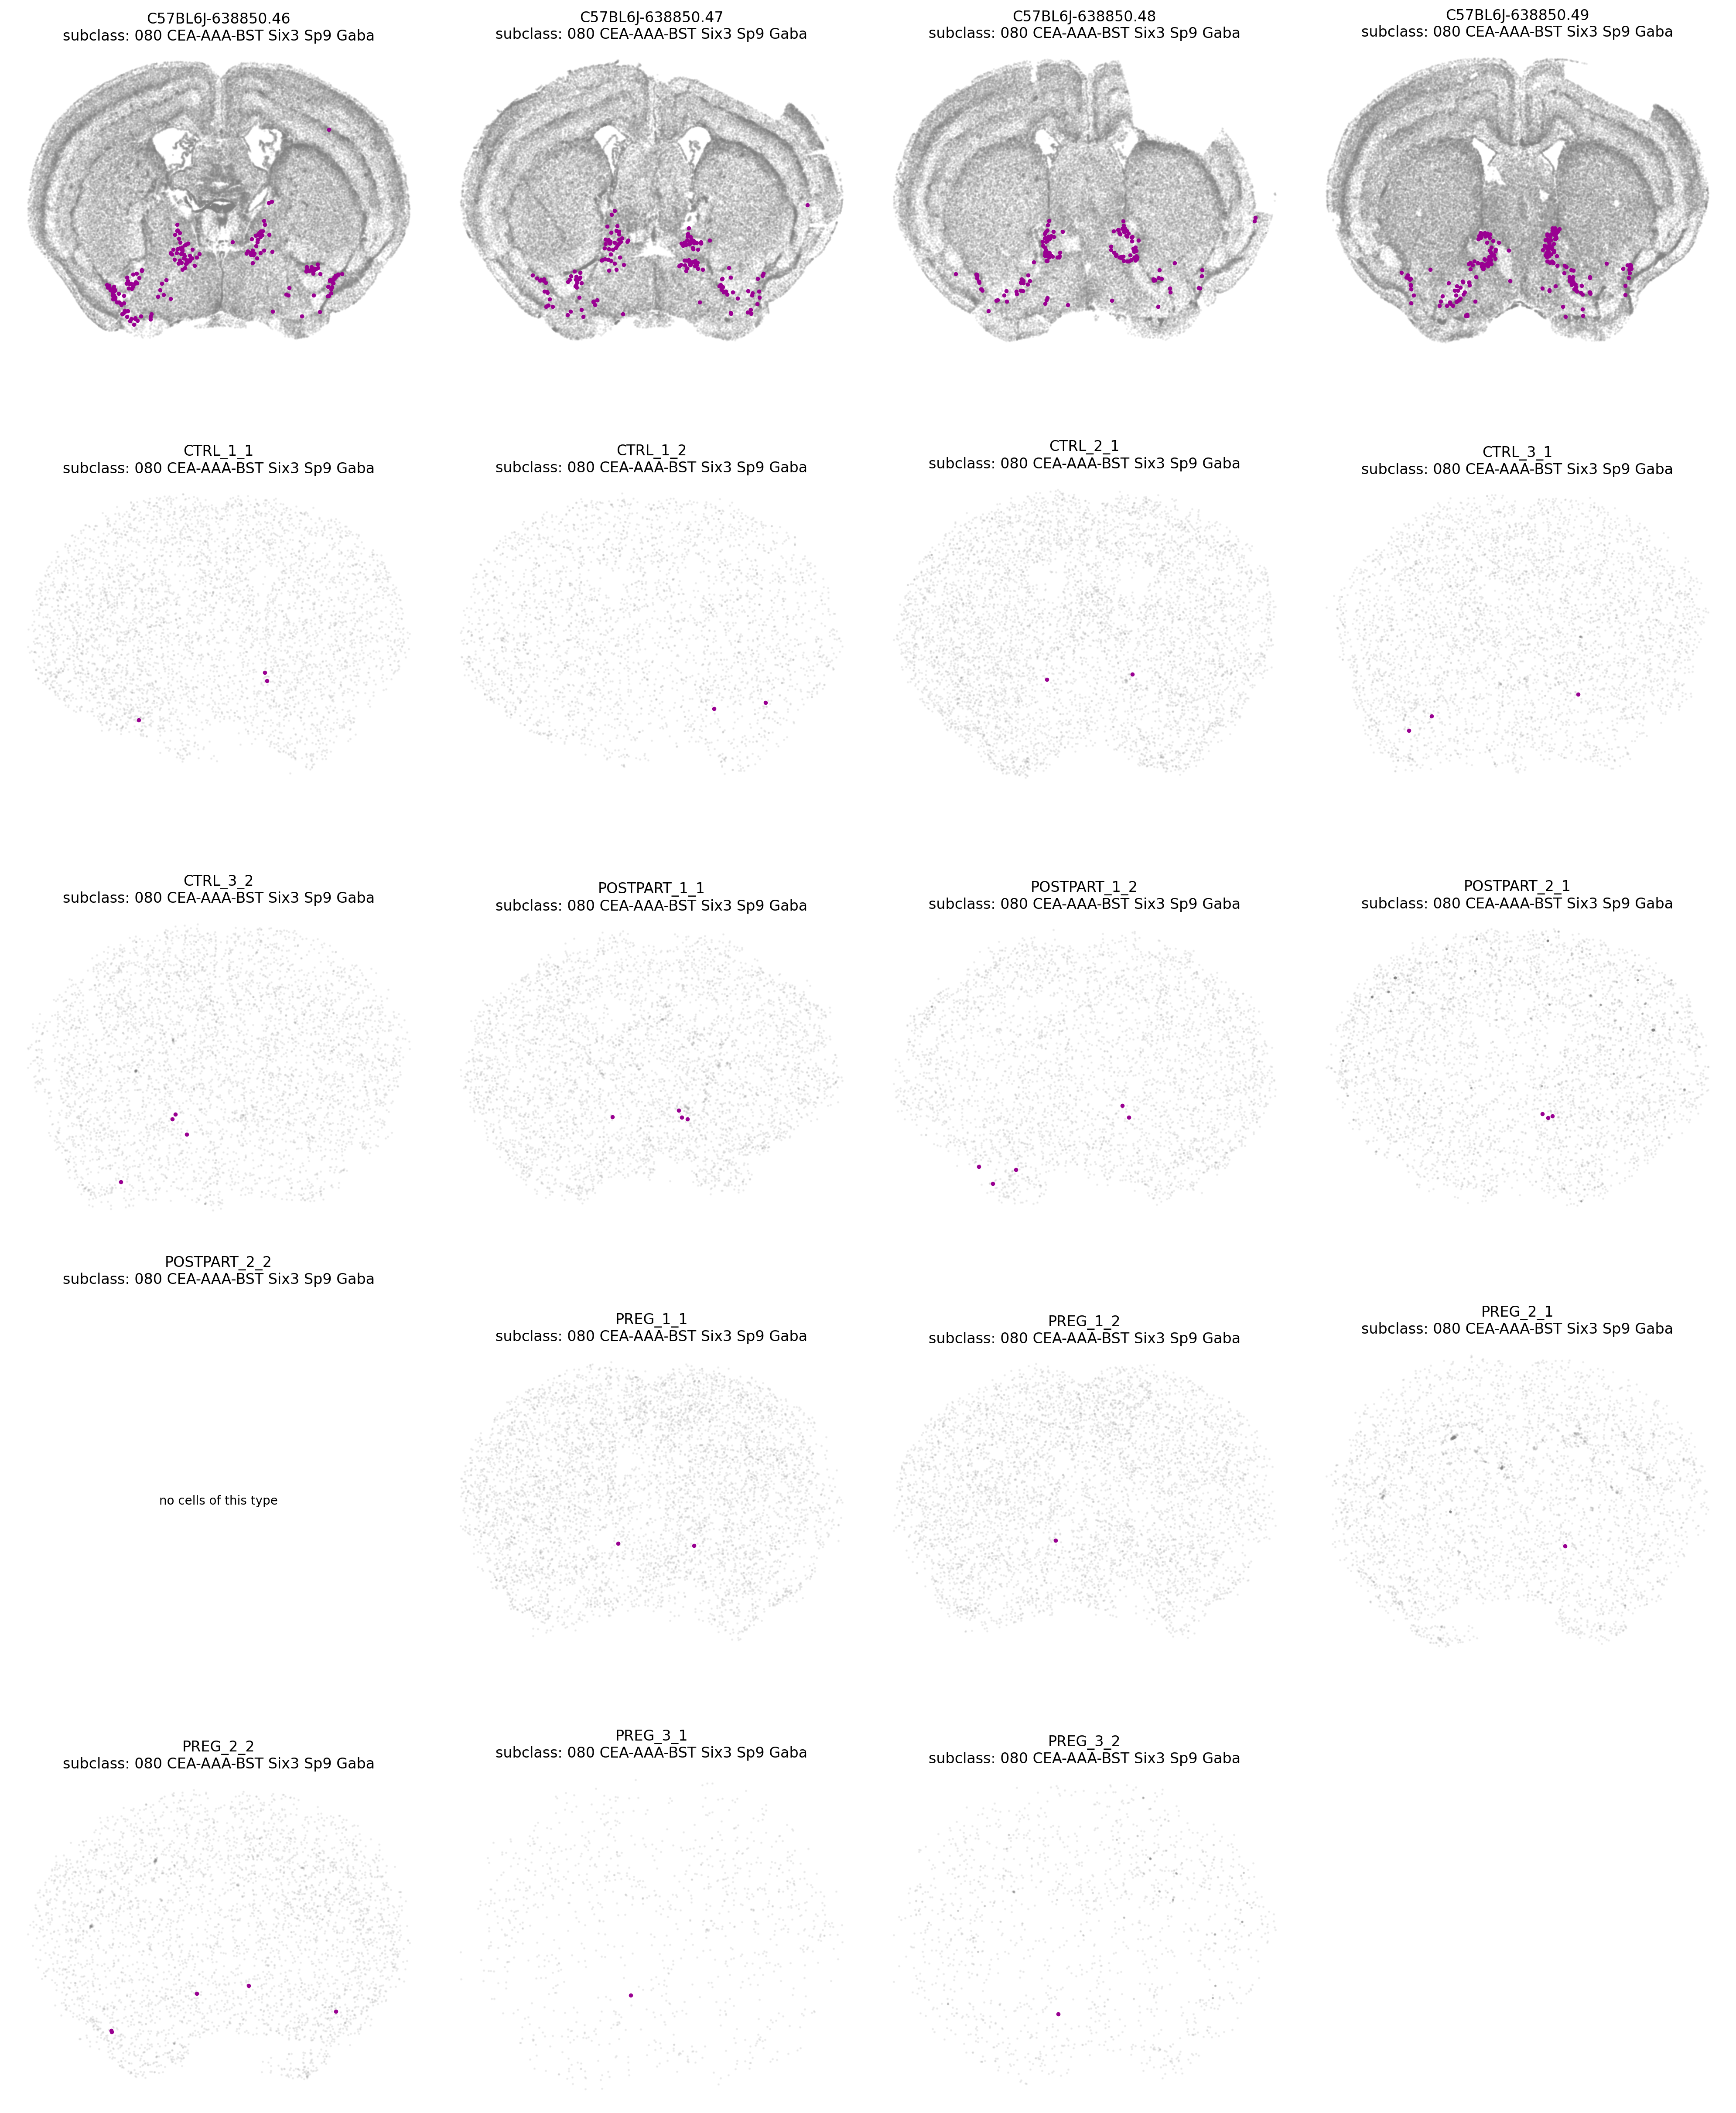 C57BL6J-638850.46
subclass: 080 CEA-AAA-BST Six3 Sp9 Gaba
C57BL6J-638850.47
subclass: 080 CEA-AAA-BST Six3 Sp9 Gaba
C57BL6J-638850.48
subclass: 080 CEA-AAA-BST Six3 Sp9 Gaba
C57BL6J-638850.49
subclass: 080 CEA-AAA-BST Six3 Sp9 Gaba
CTRL_1_1
subclass: 080 CEA-AAA-BST Six3 Sp9 Gaba
CTRL_1_2
subclass: 080 CEA-AAA-BST Six3 Sp9 Gaba
CTRL_2_1
subclass: 080 CEA-AAA-BST Six3 Sp9 Gaba
CTRL_3_1
subclass: 080 CEA-AAA-BST Six3 Sp9 Gaba
CTRL_3_2
subclass: 080 CEA-AAA-BST Six3 Sp9 Gaba
POSTPART_1_1
subclass: 080 CEA-AAA-BST Six3 Sp9 Gaba
POSTPART_1_2
subclass: 080 CEA-AAA-BST Six3 Sp9 Gaba
POSTPART_2_1
subclass: 080 CEA-AAA-BST Six3 Sp9 Gaba
POSTPART_2_2
subclass: 080 CEA-AAA-BST Six3 Sp9 Gaba
no cells of this type
PREG_1_1
subclass: 080 CEA-AAA-BST Six3 Sp9 Gaba
PREG_1_2
subclass: 080 CEA-AAA-BST Six3 Sp9 Gaba
PREG_2_1
subclass: 080 CEA-AAA-BST Six3 Sp9 Gaba
PREG_2_2
subclass: 080 CEA-AAA-BST Six3 Sp9 Gaba
PREG_3_1
subclass: 080 CEA-AAA-BST Six3 Sp9 Gaba
PREG_3_2
subclass: 080 CEA-AAA-BST Six3 Sp9 Gaba